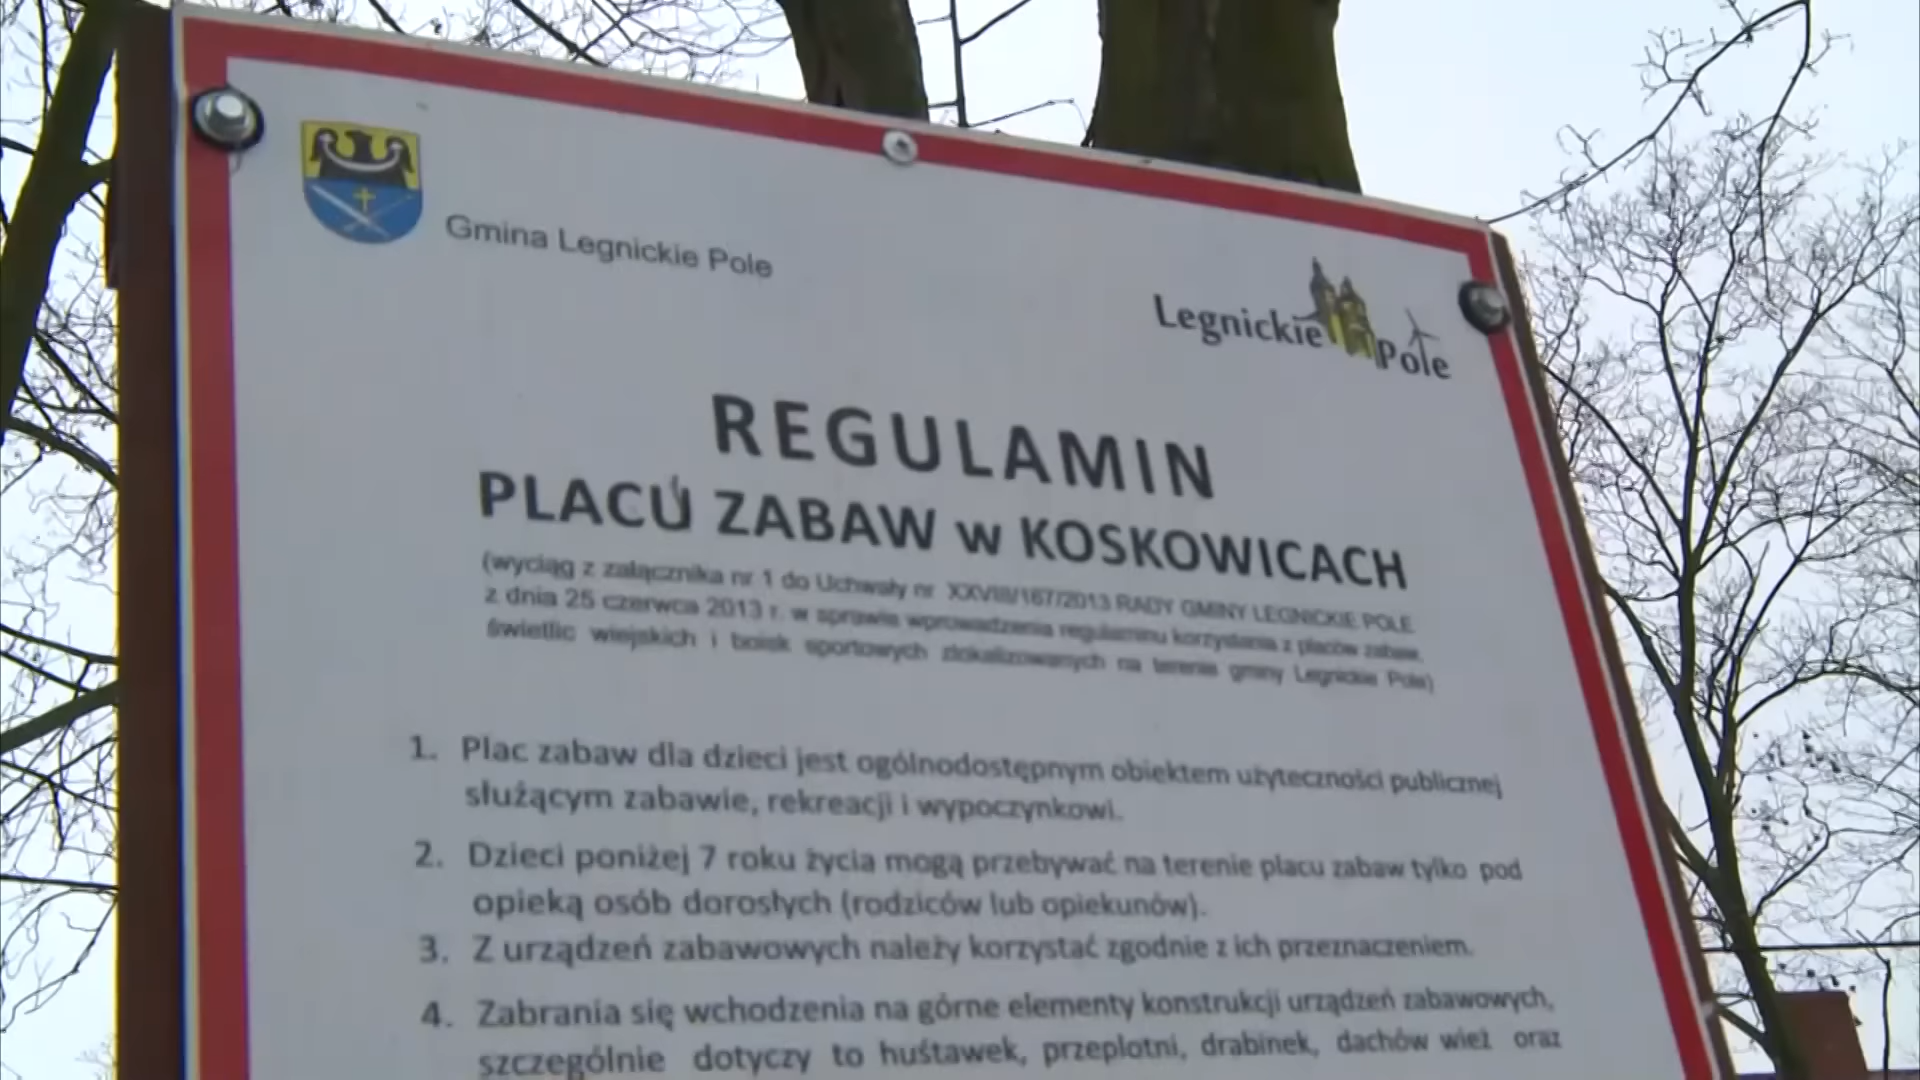 Gmina Legnickie Pole
Legnickie Pole
REGULAMIN
PLACU ZABAW w KOSKOWICACH
(wyciąg z załącznika nr 1 do Uchwały nr XXVIII/167/2013 RADY GMINY LEGNICKIE POLE
z dnia 25 czerwca 2013 r. w sprawie wprowadzenia regulaminu korzystania z placów zabaw,
świetlic wiejskich i boisk sportowych zlokalizowanych na terenie gminy Legnickie Pole)
1. Plac zabaw dla dzieci jest ogólnodostępnym obiektem użyteczności publicznej
służącym zabawie, rekreacji i wypoczynkowi.
2. Dzieci poniżej 7 roku życia mogą przebywać na terenie placu zabaw tylko pod
opieką osób dorosłych (rodziców lub opiekunów).
3. Z urządzeń zabawowych należy korzystać zgodnie z ich przeznaczeniem.
4. Zabrania się wchodzenia na górne elementy konstrukcji urządzeń zabawowych,
szczególnie dotyczy to huśtawek, przeplotni, drabinek, dachów wież oraz